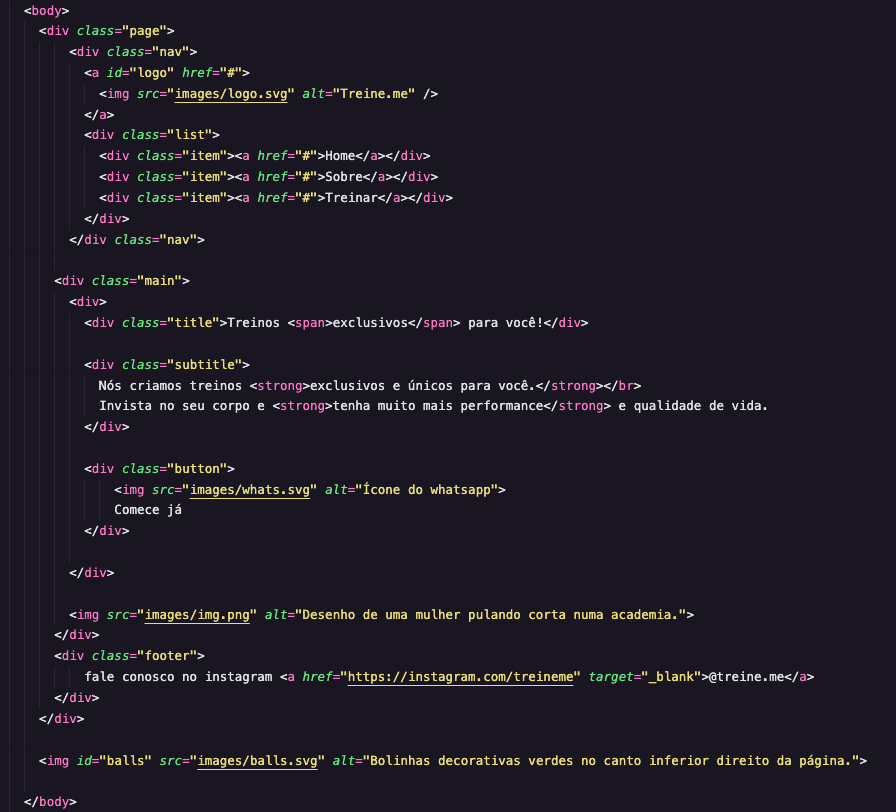 <body>
<div class="page">
<div class="nav">
<a id="logo" href="#">
<img src="images/logo.svg" alt="Treine.me" />
</a>
<div class="list">
<div class="item"><a href="#">Home</a></div>
<div class="item"><a href="#">Sobre</a></div>
<div class="item"><a href="#">Treinar</a></div>
</div>
</div class="nav">
<div class="main">
<div>
<div class="title">Treinos <span>exclusivos</span> para você!</div>
<div class="subtitle">
Nós criamos treinos <strong>exclusivos e únicos para você.</strong></br>
Invista no seu corpo e <strong>tenha muito mais performance</strong> e qualidade de vida.
</div>
<div class="button">
<img src="images/whats.svg" alt="Ícone do whatsapp">
Comece já
</div>
</div>
<img src="images/img.png" alt="Desenho de uma mulher pulando corta numa academia.">
</div>
<div class="footer">
fale conosco no instagram <a href="https://instagram.com/treineme" target="_blank">@treine.me</a>
</div>
</div>
<img id="balls" src="images/balls.svg" alt="Bolinhas decorativas verdes no canto inferior direito da página.">
</body>